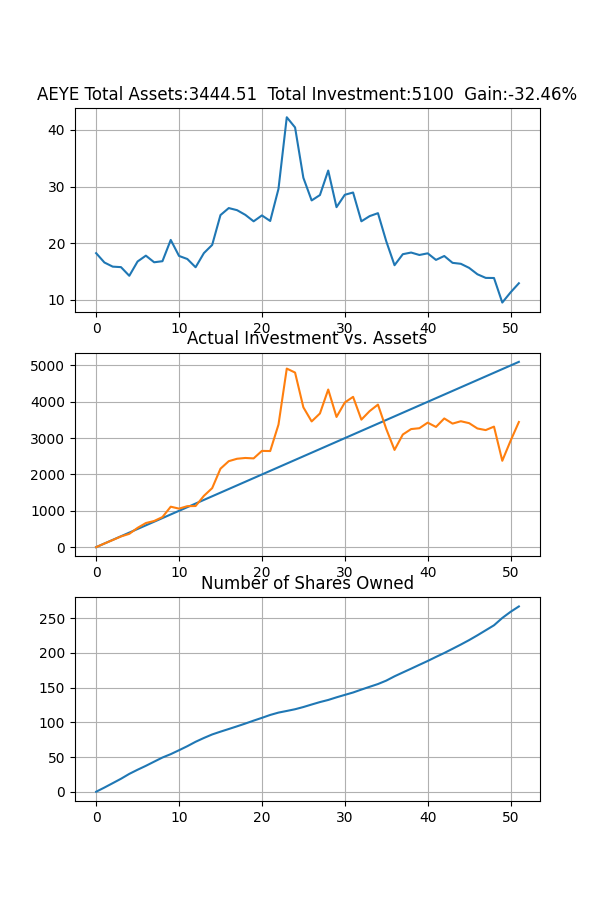 AEYE Total Assets:3444.51  Total Investment:5100  Gain:-32.46%
40
30
20
10
0 10 20 30 40 50
Actual Investment vs. Assets
5000
4000
3000
2000
1000
0
0 10 20 30 40 50
Number of Shares Owned
250
200
150
100
50
0
0 10 20 30 40 50